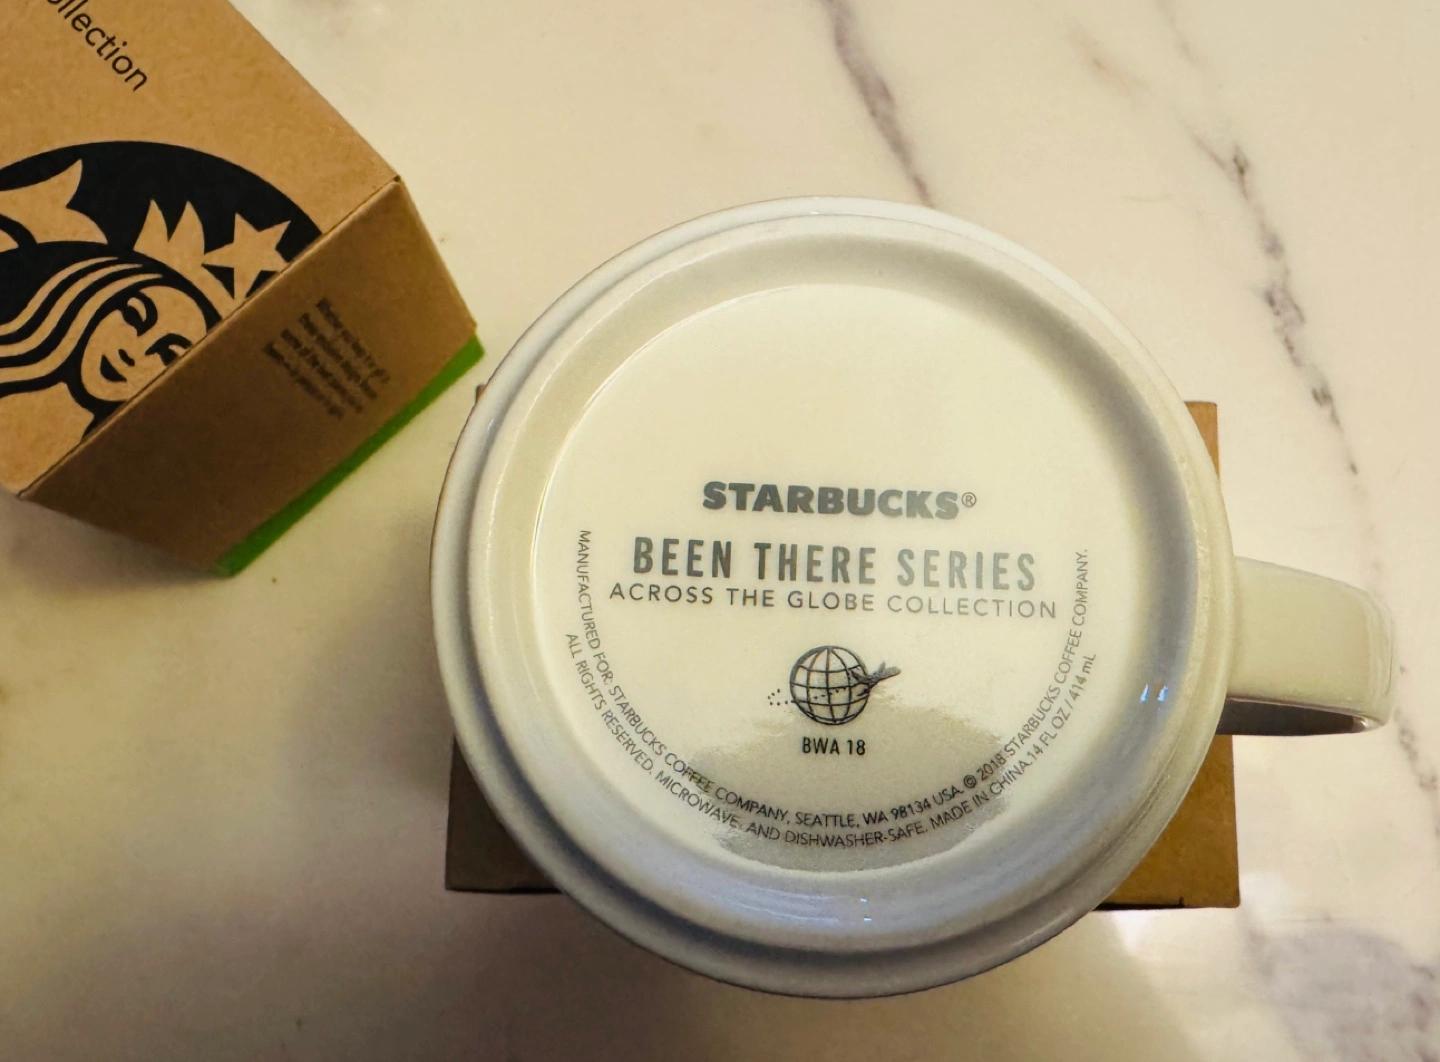 ollection
STARBUCKS®
BEEN THERE SERIES
ACROSS THE GLOBE COLLECTION
BWA 18
MANUFACTURED FOR: STARBUCKS COFFEE COMPANY, SEATTLE, WA 98134 USA. © 2018 STARBUCKS COFFEE COMPANY.
ALL RIGHTS RESERVED. MICROWAVE- AND DISHWASHER-SAFE. MADE IN CHINA. 14 FL OZ / 414 mL